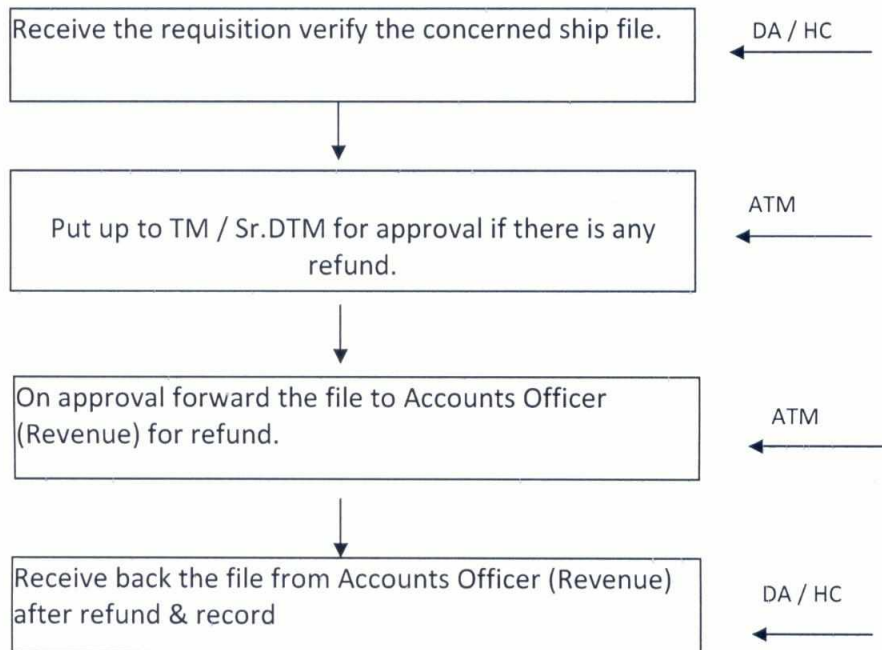 Receive the requisition verify the concerned ship file.
DA / HC
Put up to TM / Sr.DTM for approval if there is any
refund.
ATM
On approval forward the file to Accounts Officer
(Revenue) for refund.
ATM
Receive back the file from Accounts Officer (Revenue)
after refund & record
DA / HC